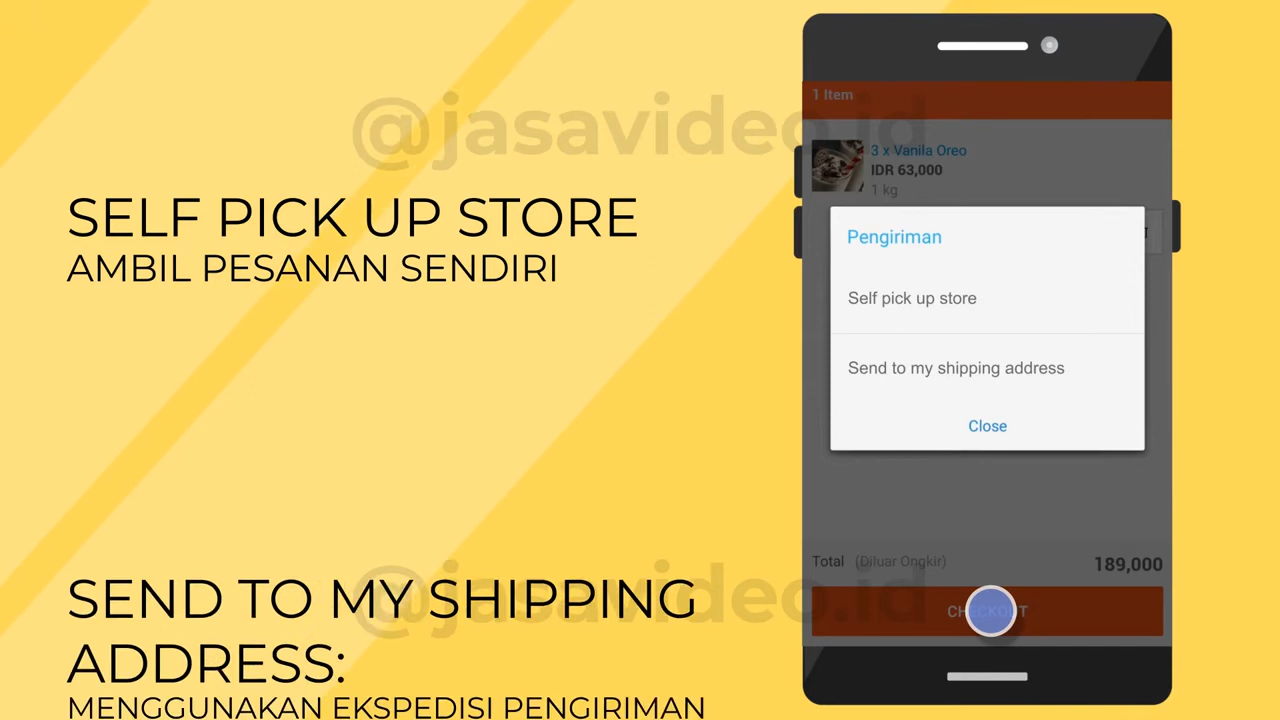 @jasavideo.id
SELF PICK UP STORE
AMBIL PESANAN SENDIRI
@jasavideo.id
SEND TO MY SHIPPING
ADDRESS:
MENGGUNAKAN EKSPEDISI PENGIRIMAN
1 Item
3 x Vanila Oreo
IDR 63,000
1 kg
Pengiriman
Self pick up store
Send to my shipping address
Close
Total (Diluar Ongkir) 189,000
CHECKOUT